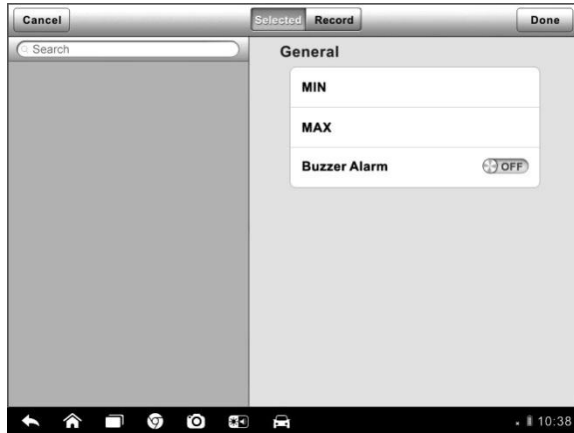 Cancel
Selected Record
Done
Search
General
MIN
MAX
Buzzer Alarm OFF
10:38